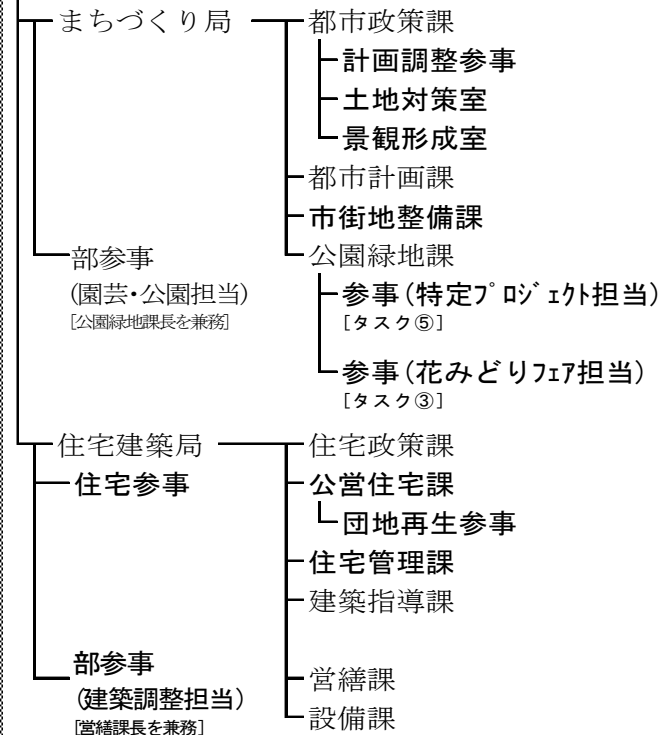 まちづくり局 都市政策課
計画調整参事
土地対策室
景観形成室
都市計画課
市街地整備課
部参事 公園緑地課
(園芸・公園担当) 参事(特定プロジェクト担当)
[公園緑地課長を兼務] [タスク⑤]
参事(花みどりフェア担当)
[タスク③]
住宅建築局 住宅政策課
住宅参事 公営住宅課
団地再生参事
住宅管理課
建築指導課
部参事 営繕課
(建築調整担当)
[営繕課長を兼務] 設備課